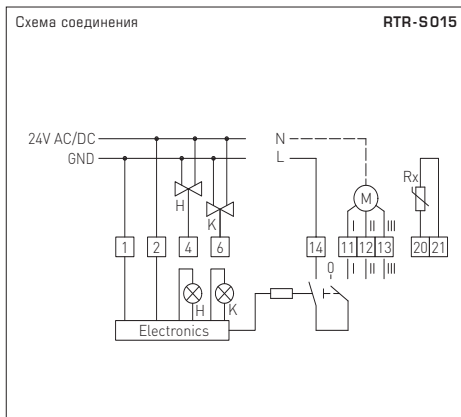 Схема соединения RTR-S015
24V AC/DC N
GND L
H
K
M
Rx
I II III
1 2 4 6 14 11 12 13 20 21
0 I II III
H K
Electronics